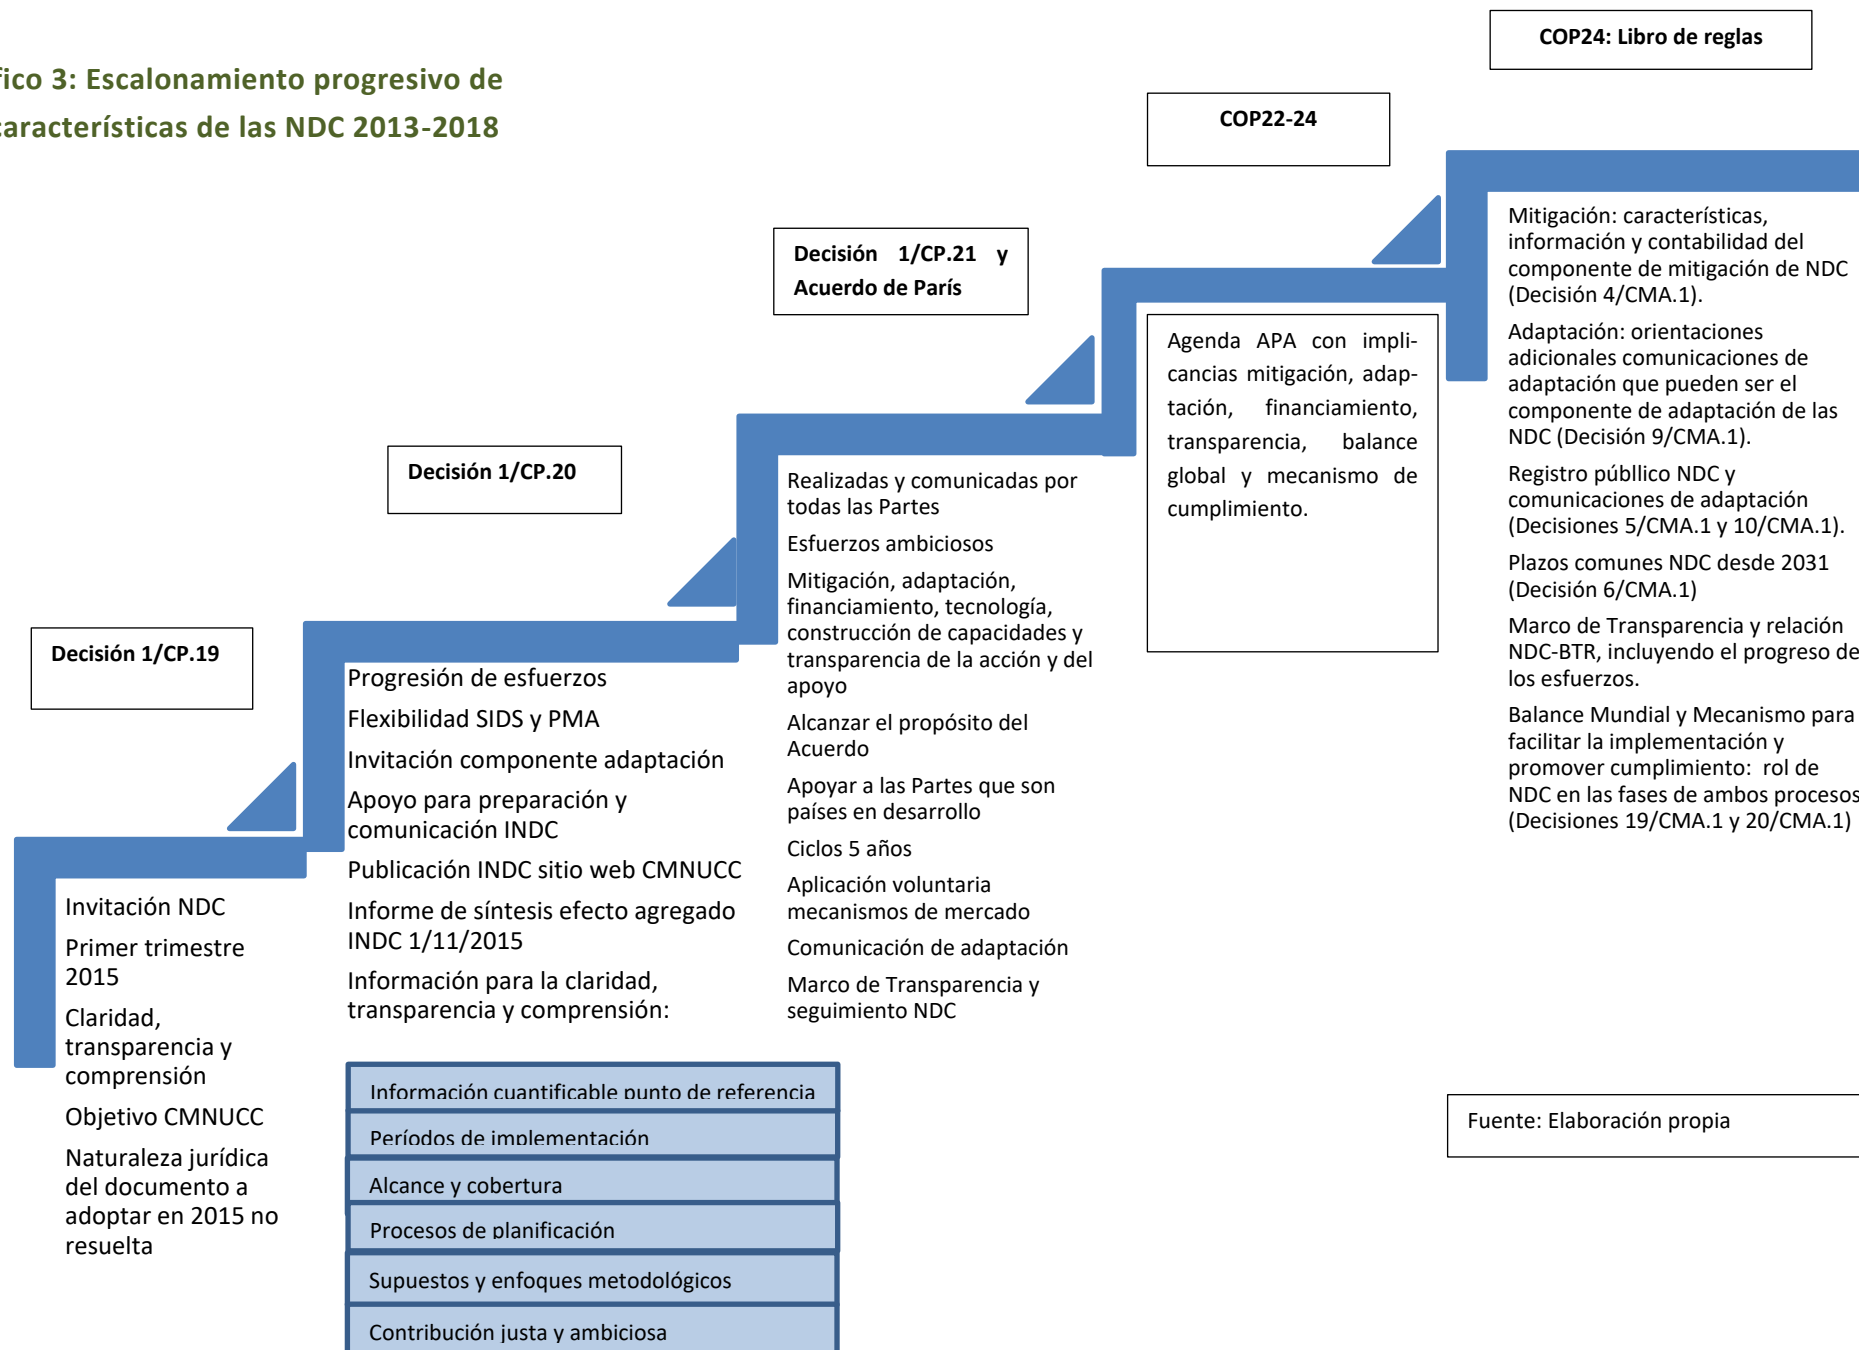 fico 3: Escalonamiento progresivo de
características de las NDC 2013-2018
Decisión 1/CP.19
Invitación NDC
Primer trimestre
2015
Claridad,
transparencia y
comprensión
Objetivo CMNUCC
Naturaleza jurídica
del documento a
adoptar en 2015 no
resuelta
Decisión 1/CP.20
Progresión de esfuerzos
Flexibilidad SIDS y PMA
Invitación componente adaptación
Apoyo para preparación y
comunicación INDC
Publicación INDC sitio web CMNUCC
Informe de síntesis efecto agregado
INDC 1/11/2015
Información para la claridad,
transparencia y comprensión:
Información cuantificable punto de referencia
Períodos de implementación
Alcance y cobertura
Procesos de planificación
Supuestos y enfoques metodológicos
Contribución justa y ambiciosa
Decisión 1/CP.21 y
Acuerdo de París
Realizadas y comunicadas por
todas las Partes
Esfuerzos ambiciosos
Mitigación, adaptación,
financiamiento, tecnología,
construcción de capacidades y
transparencia de la acción y del
apoyo
Alcanzar el propósito del
Acuerdo
Apoyar a las Partes que son
países en desarrollo
Ciclos 5 años
Aplicación voluntaria
mecanismos de mercado
Comunicación de adaptación
Marco de Transparencia y
seguimiento NDC
COP22-24
Agenda APA con impli-
cancias mitigación, adap-
tación, financiamiento,
transparencia, balance
global y mecanismo de
cumplimiento.
COP24: Libro de reglas
Mitigación: características,
información y contabilidad del
componente de mitigación de NDC
(Decisión 4/CMA.1).
Adaptación: orientaciones
adicionales comunicaciones de
adaptación que pueden ser el
componente de adaptación de las
NDC (Decisión 9/CMA.1).
Registro públlico NDC y
comunicaciones de adaptación
(Decisiones 5/CMA.1 y 10/CMA.1).
Plazos comunes NDC desde 2031
(Decisión 6/CMA.1)
Marco de Transparencia y relación
NDC-BTR, incluyendo el progreso de
los esfuerzos.
Balance Mundial y Mecanismo para
facilitar la implementación y
promover cumplimiento: rol de
NDC en las fases de ambos procesos
(Decisiones 19/CMA.1 y 20/CMA.1)
Fuente: Elaboración propia